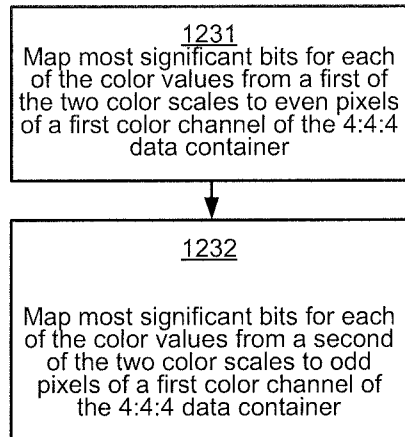 1231
Map most significant bits for each
of the color values from a first of
the two color scales to even pixels
of a first color channel of the 4:4:4
data container
1232
Map most significant bits for each
of the color values from a second
of the two color scales to odd
pixels of a first color channel of
the 4:4:4 data container